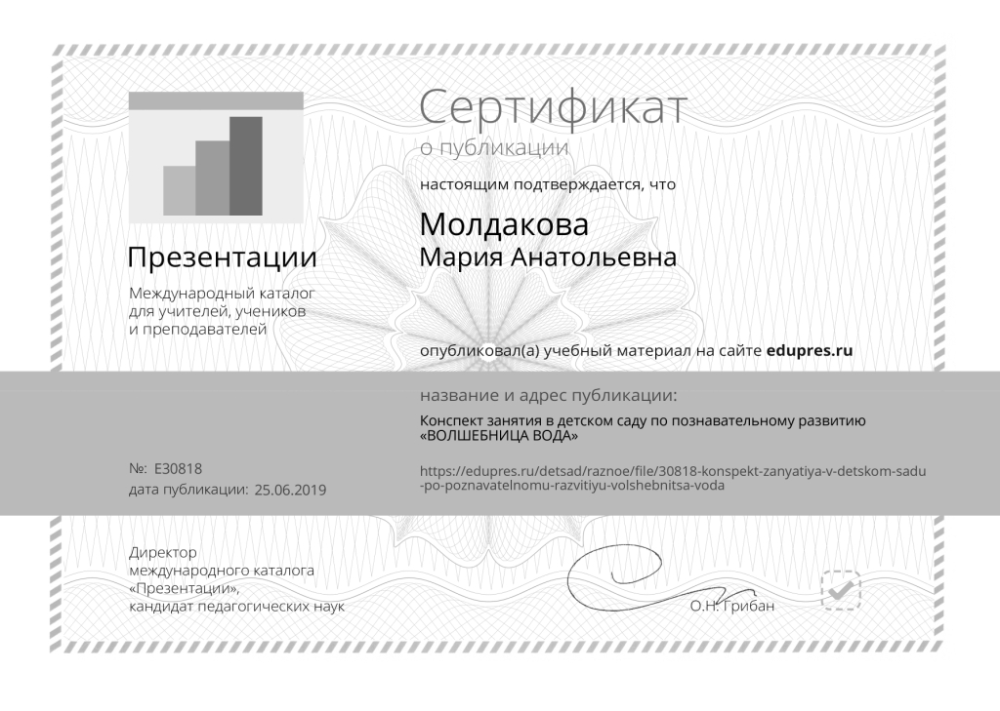 Сертификат
о публикации
настоящим подтверждается, что
Молдакова
Мария Анатольевна
Презентации
Международный каталог
для учителей, учеников
и преподавателей
опубликовал(а) учебный материал на сайте edupres.ru
название и адрес публикации:
Конспект занятия в детском саду по познавательному развитию
«ВОЛШЕБНИЦА ВОДА»
№: E30818
дата публикации: 25.06.2019
https://edupres.ru/detsad/raznoe/file/30818-konspekt-zanyatiya-v-detskom-sadu
-po-poznavatelnomu-razvitiyu-volshebnitsa-voda
Директор
международного каталога
«Презентации»,
кандидат педагогических наук
О.Н. Грибан